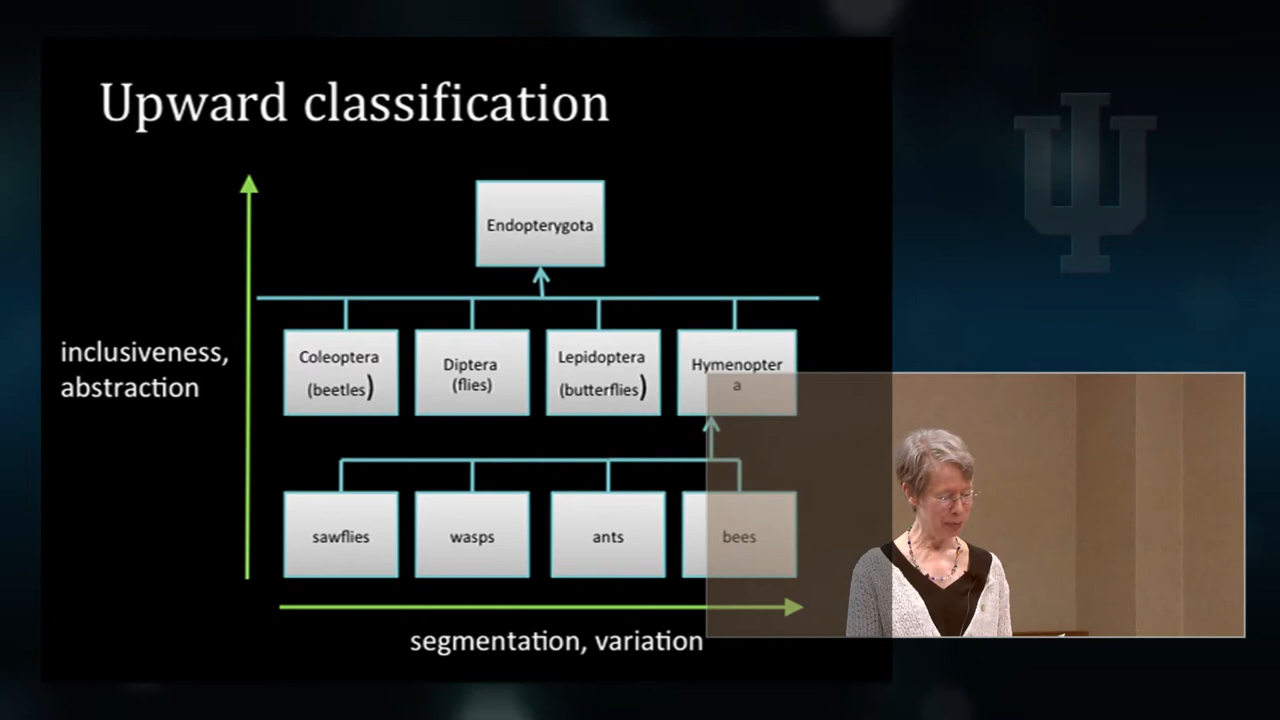 Upward classification
Endopterygota
inclusiveness,
abstraction
Coleoptera
(beetles)
Diptera
(flies)
Lepidoptera
(butterflies)
Hymenopter
a
sawflies
wasps
ants
bees
segmentation, variation